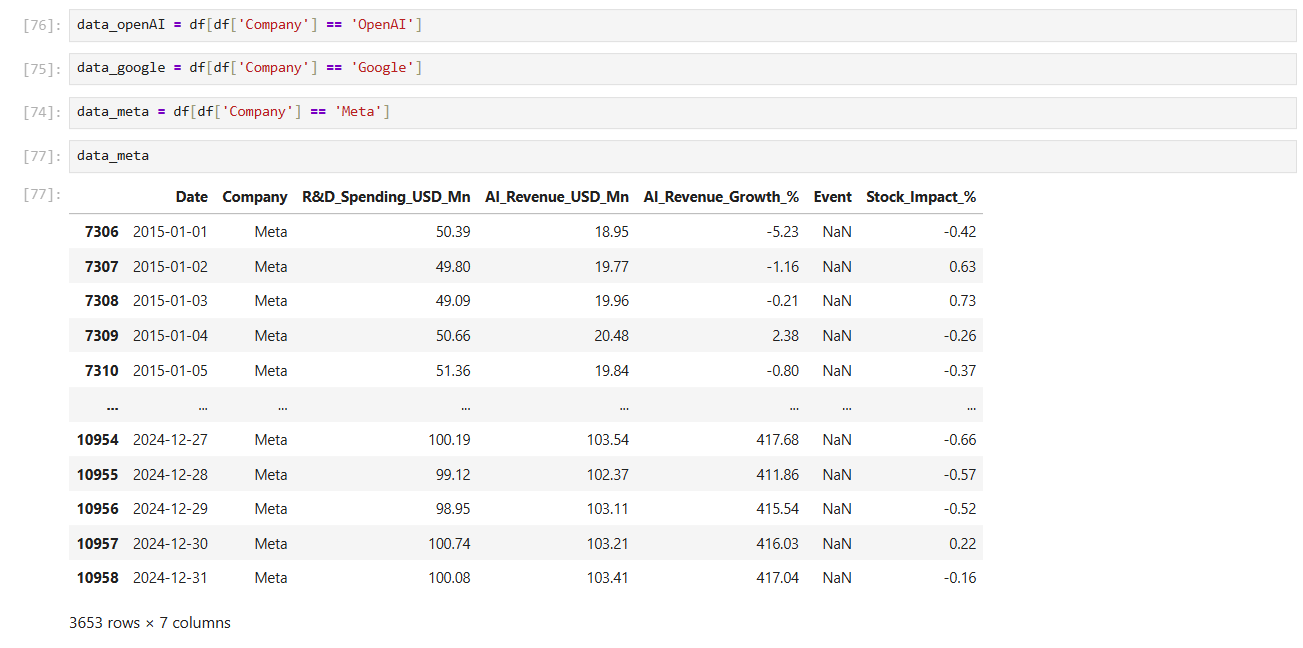 [76]: data_openAI = df[df['Company'] == 'OpenAI']
[75]: data_google = df[df['Company'] == 'Google']
[74]: data_meta = df[df['Company'] == 'Meta']
[77]: data_meta
[77]:
Date Company R&D_Spending_USD_Mn AI_Revenue_USD_Mn AI_Revenue_Growth_% Event Stock_Impact_%
7306 2015-01-01 Meta 50.39 18.95 -5.23 NaN -0.42
7307 2015-01-02 Meta 49.80 19.77 -1.16 NaN 0.63
7308 2015-01-03 Meta 49.09 19.96 -0.21 NaN 0.73
7309 2015-01-04 Meta 50.66 20.48 2.38 NaN -0.26
7310 2015-01-05 Meta 51.36 19.84 -0.80 NaN -0.37
... ... ... ... ... ... ... ...
10954 2024-12-27 Meta 100.19 103.54 417.68 NaN -0.66
10955 2024-12-28 Meta 99.12 102.37 411.86 NaN -0.57
10956 2024-12-29 Meta 98.95 103.11 415.54 NaN -0.52
10957 2024-12-30 Meta 100.74 103.21 416.03 NaN 0.22
10958 2024-12-31 Meta 100.08 103.41 417.04 NaN -0.16
3653 rows × 7 columns